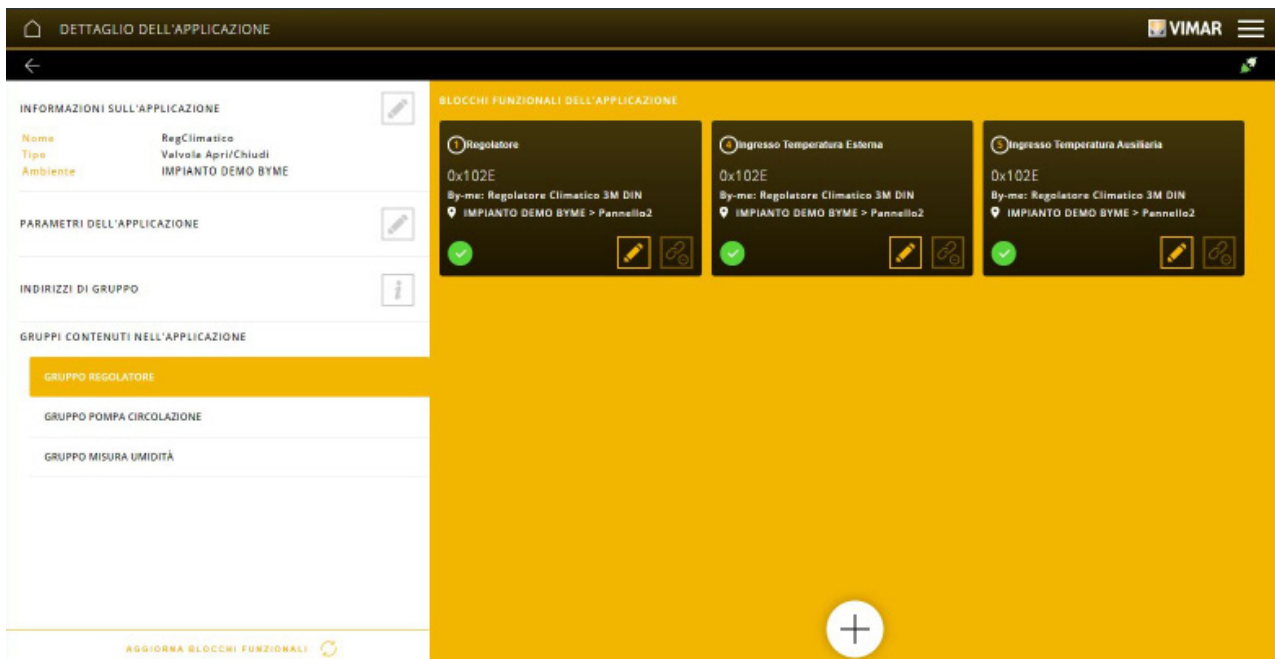 DETTAGLIO DELL'APPLICAZIONE
VIMAR
INFORMAZIONI SULL'APPLICAZIONE
Nome RegClimatico
Tipo Valvola Apri/Chiudi
Ambiente IMPIANTO DEMO BYME
PARAMETRI DELL'APPLICAZIONE
INDIRIZZI DI GRUPPO
i
GRUPPI CONTENUTI NELL'APPLICAZIONE
GRUPPO REGOLATORE
GRUPPO POMPA CIRCOLAZIONE
GRUPPO MISURA UMIDITÀ
AGGIORNA BLOCCHI FUNZIONALI
BLOCCHI FUNZIONALI DELL'APPLICAZIONE
1 Regolatore
0x102E
By-me: Regolatore Climatico 3M DIN
IMPIANTO DEMO BYME > Pannello2
4 Ingresso Temperatura Esterna
0x102E
By-me: Regolatore Climatico 3M DIN
IMPIANTO DEMO BYME > Pannello2
5 Ingresso Temperatura Ausiliaria
0x102E
By-me: Regolatore Climatico 3M DIN
IMPIANTO DEMO BYME > Pannello2